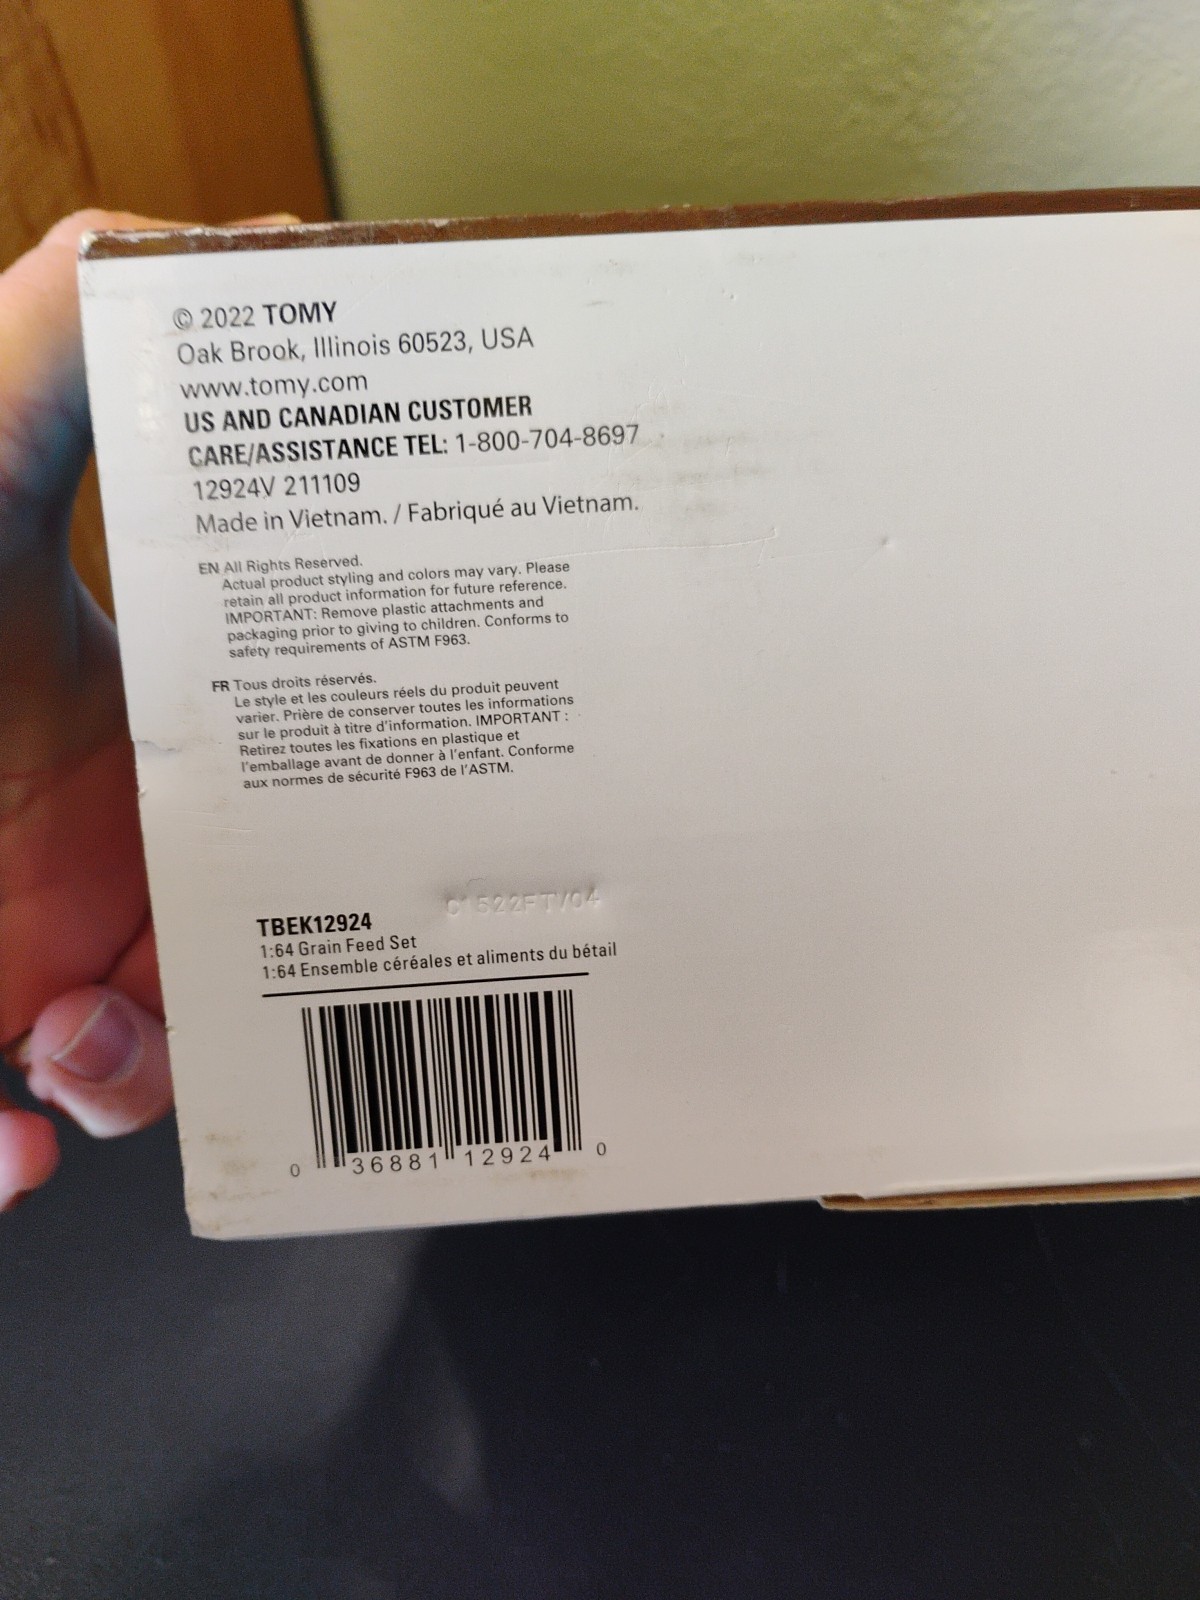 © 2022 TOMY
Oak Brook, Illinois 60523, USA
www.tomy.com
US AND CANADIAN CUSTOMER
CARE/ASSISTANCE TEL: 1-800-704-8697
12924V 211109
Made in Vietnam. / Fabriqué au Vietnam.
EN All Rights Reserved.
Actual product styling and colors may vary. Please
retain all product information for future reference.
IMPORTANT: Remove plastic attachments and
packaging prior to giving to children. Conforms to
safety requirements of ASTM F963.
FR Tous droits réservés.
Le style et les couleurs réels du produit peuvent
varier. Prière de conserver toutes les informations
sur le produit à titre d'information. IMPORTANT :
Retirez toutes les fixations en plastique et
l'emballage avant de donner à l'enfant. Conforme
aux normes de sécurité F963 de l'ASTM.
TBEK12924
1:64 Grain Feed Set
1:64 Ensemble céréales et aliments du bétail
0 36881 12924 0